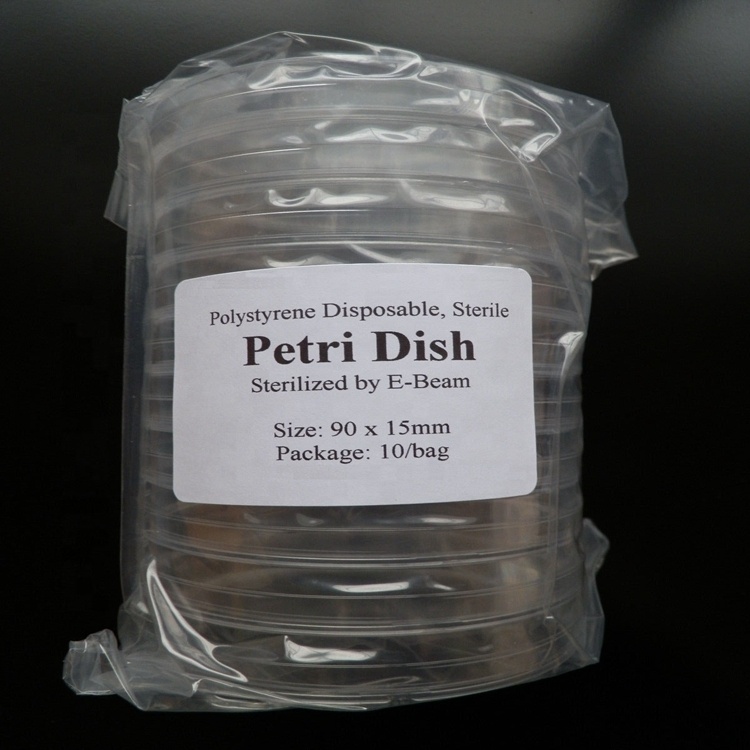 Polystyrene Disposable, Sterile
Petri Dish
Sterilized by E-Beam
Size: 90 x 15mm
Package: 10/bag